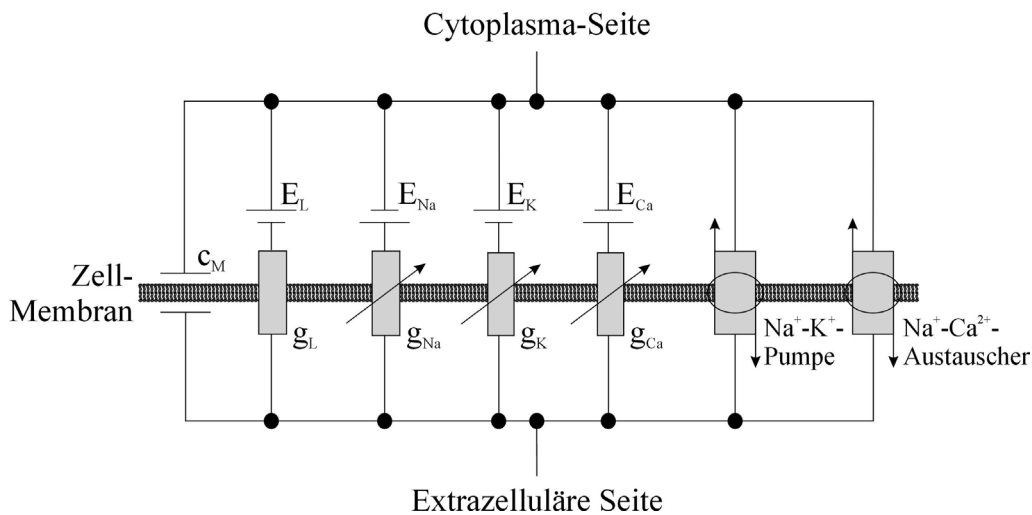 Cytoplasma-Seite
E_L
E_Na
E_K
E_Ca
c_M
Zell-
Membran
g_L
g_Na
g_K
g_Ca
Na⁺-K⁺-
Pumpe
Na⁺-Ca²⁺-
Austauscher
Extrazelluläre Seite